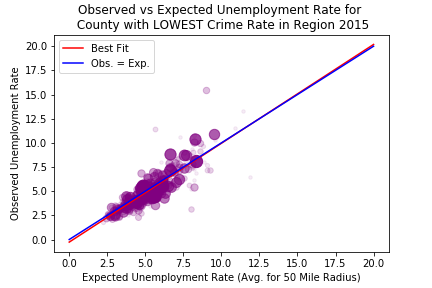 Observed vs Expected Unemployment Rate for
County with LOWEST Crime Rate in Region 2015
Best Fit
Obs. = Exp.
20.0
17.5
15.0
12.5
10.0
7.5
5.0
2.5
0.0
Observed Unemployment Rate
0.0 2.5 5.0 7.5 10.0 12.5 15.0 17.5 20.0
Expected Unemployment Rate (Avg. for 50 Mile Radius)